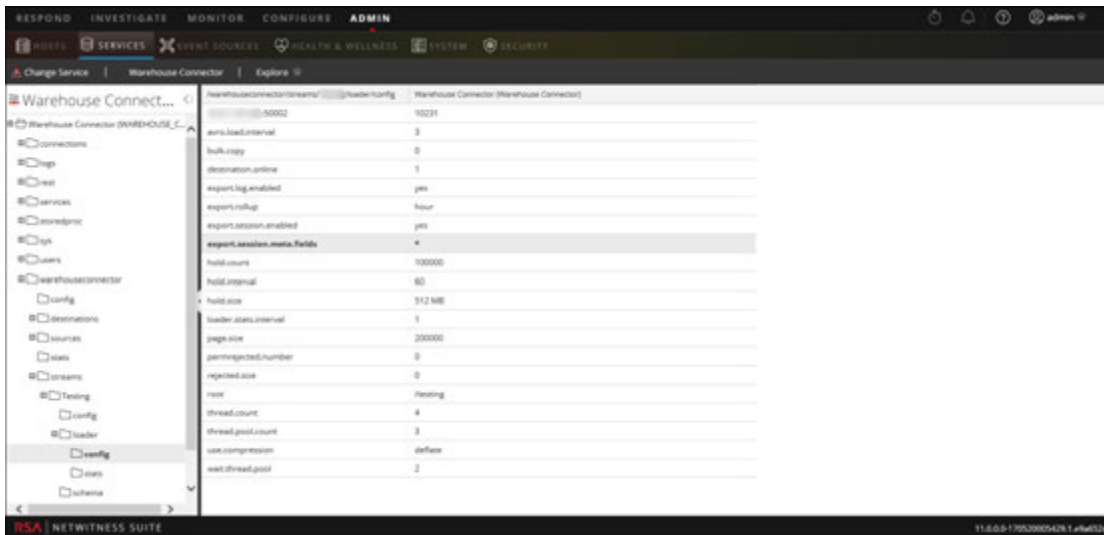 RESPOND INVESTIGATE MONITOR CONFIGURE ADMIN admin
HOSTS SERVICES EVENT SOURCES HEALTH & WELLNESS SYSTEM SECURITY
Change Service | Warehouse Connector | Explore
Warehouse Connect...
Warehouse Connector (WAREHOUSE_C...
connections
logs
rest
services
storedproc
sys
users
warehouseconnector
config
destinations
sources
stats
streams
Testing
config
loader
config
stats
schema
/warehouseconnector/streams/ /loader/config Warehouse Connector (Warehouse Connector)
:50002 10231
avro.load.interval 3
bulk.copy 0
destination.online 1
export.log.enabled yes
export.rollup hour
export.session.enabled yes
export.session.meta.fields *
hold.count 100000
hold.interval 60
hold.size 512 MB
loader.stats.interval 1
page.size 200000
permrejected.number 0
rejected.size 0
root /testing
thread.count 4
thread.pool.count 3
use.compression deflate
wait.thread.pool 2
RSA | NETWITNESS SUITE